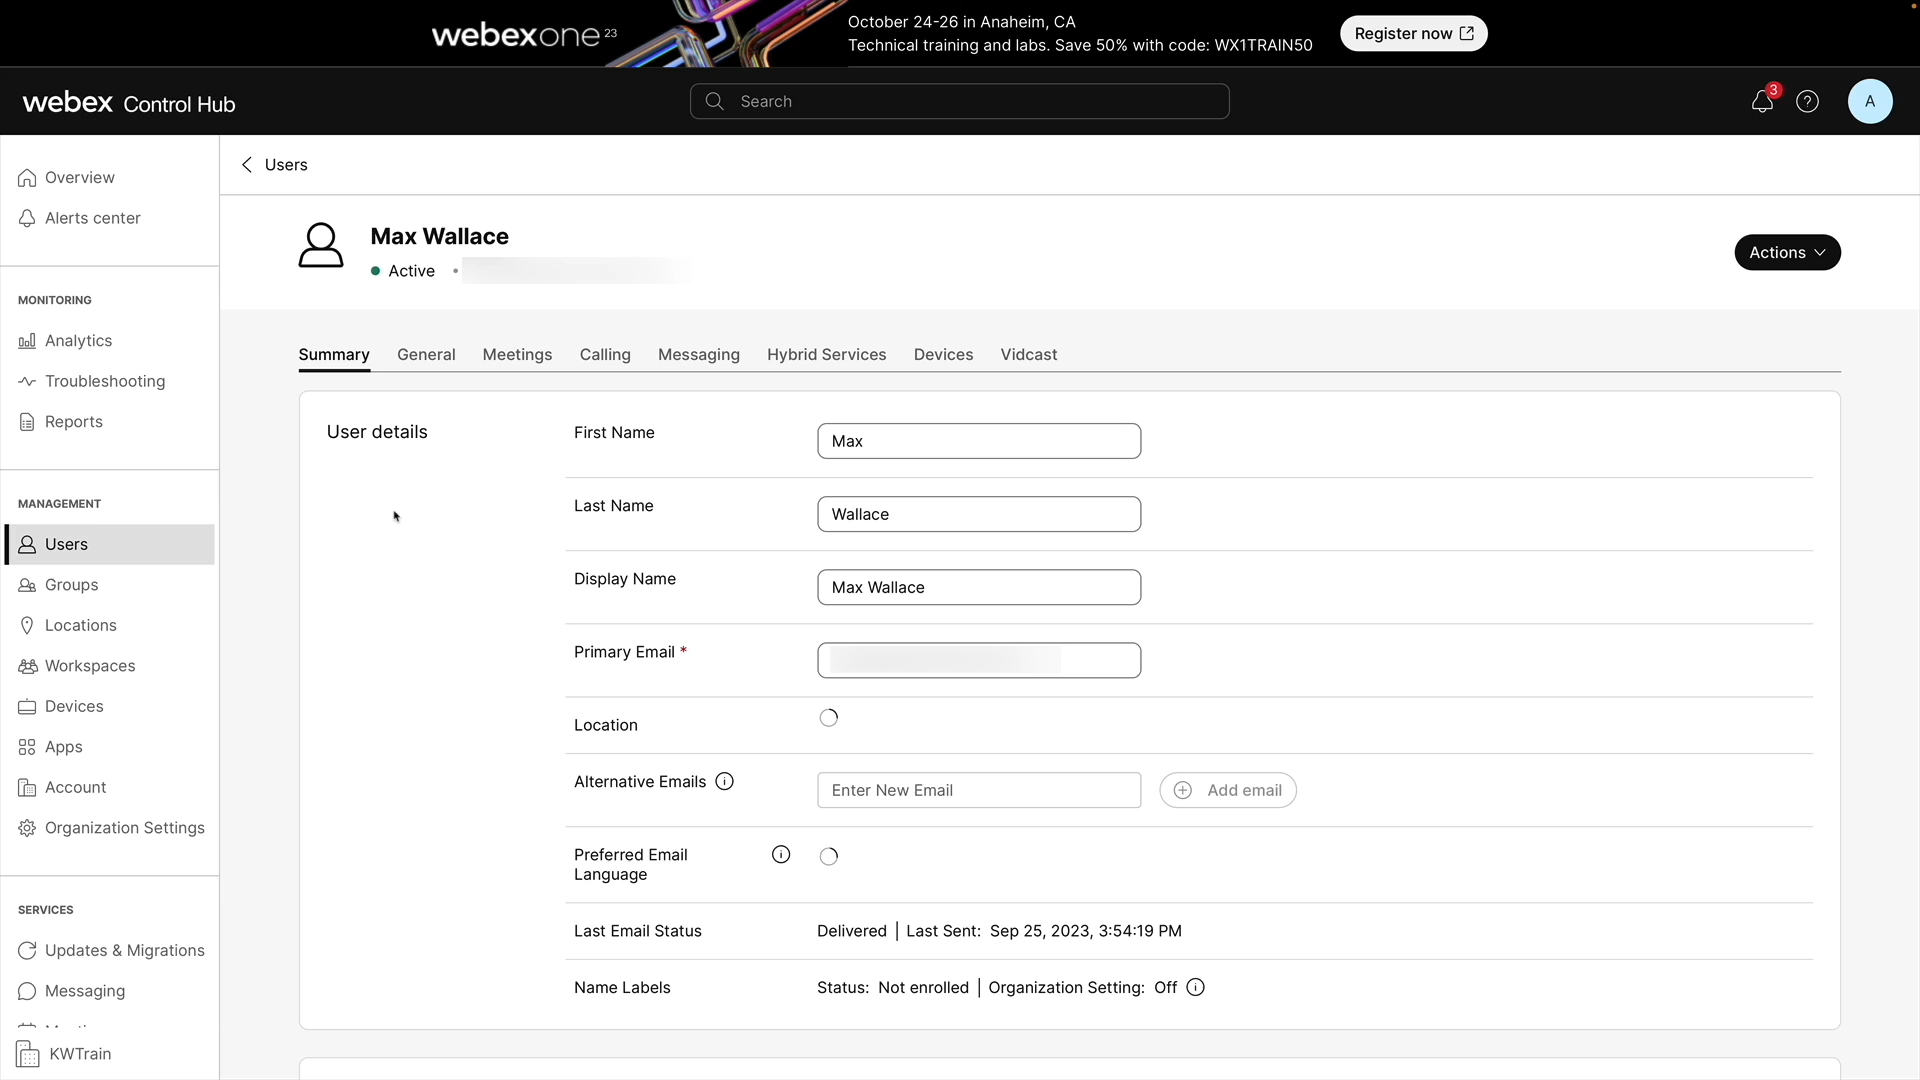 webexone 23
October 24-26 in Anaheim, CA
Technical training and labs. Save 50% with code: WX1TRAIN50
Register now
webex Control Hub
Search
3
A
Overview
Alerts center
MONITORING
Analytics
Troubleshooting
Reports
MANAGEMENT
Users
Groups
Locations
Workspaces
Devices
Apps
Account
Organization Settings
SERVICES
Updates & Migrations
Messaging
KWTrain
Users
Max Wallace
Active
Actions
Summary General Meetings Calling Messaging Hybrid Services Devices Vidcast
User details
First Name Max
Last Name Wallace
Display Name Max Wallace
Primary Email *
Location
Alternative Emails Enter New Email Add email
Preferred Email
Language
Last Email Status Delivered | Last Sent: Sep 25, 2023, 3:54:19 PM
Name Labels Status: Not enrolled | Organization Setting: Off